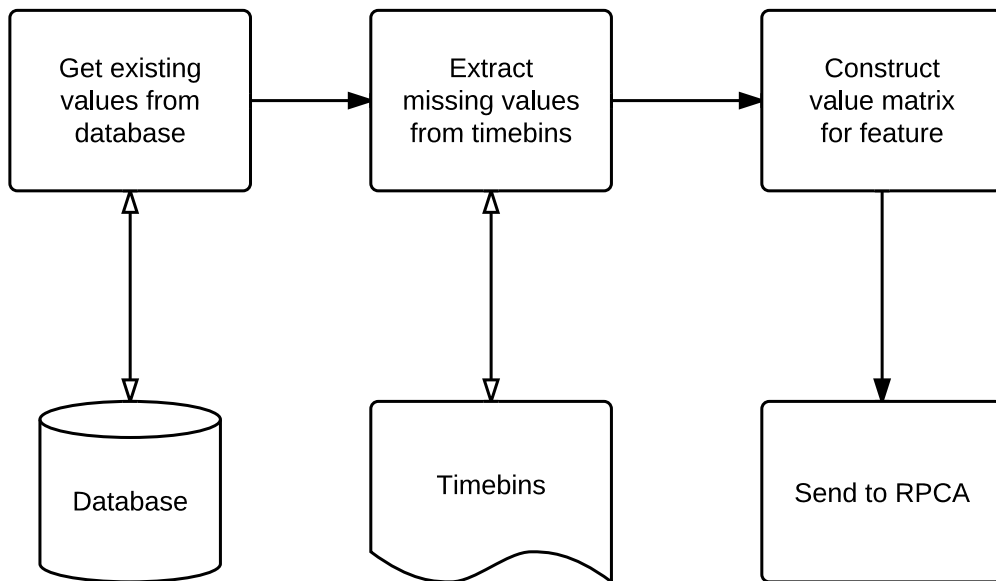 Get existing
values from
database
Extract
missing values
from timebins
Construct
value matrix
for feature
Database
Timebins
Send to RPCA